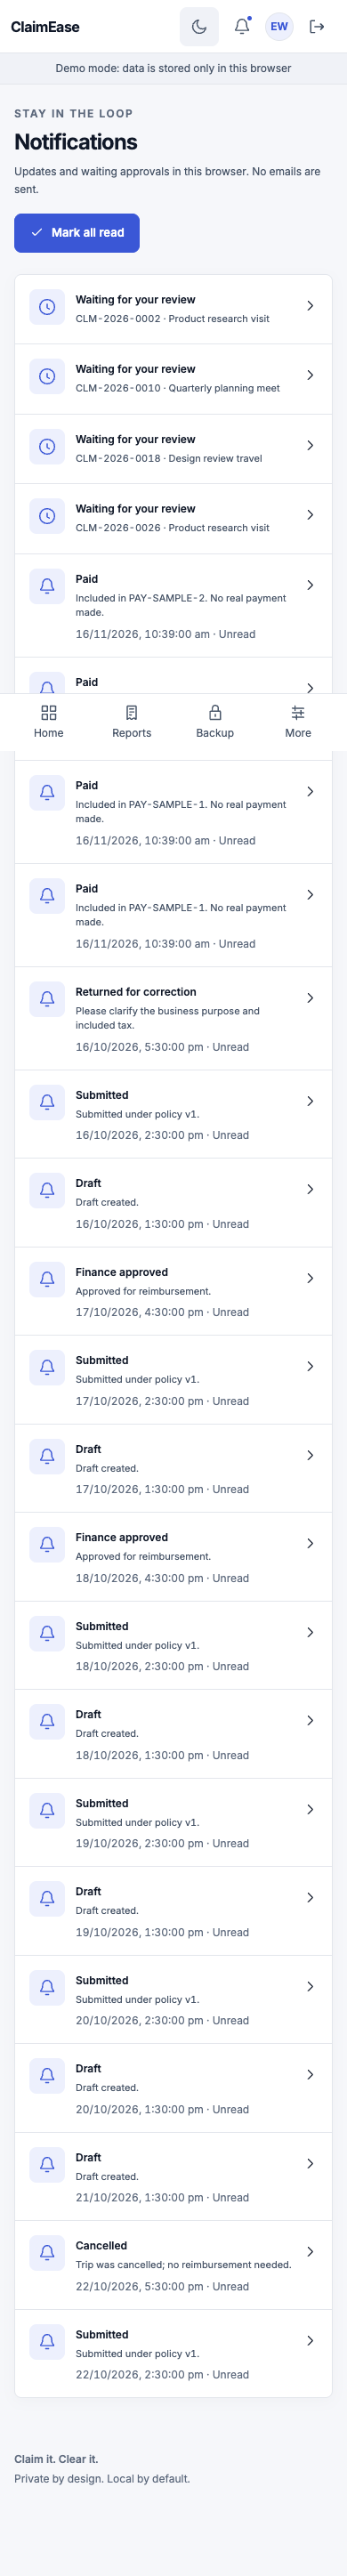 ClaimEase
EW
Demo mode: data is stored only in this browser
STAY IN THE LOOP
Notifications
Updates and waiting approvals in this browser. No emails are
sent.
Mark all read
Waiting for your review
CLM-2026-0002 · Product research visit
Waiting for your review
CLM-2026-0010 · Quarterly planning meet
Waiting for your review
CLM-2026-0018 · Design review travel
Waiting for your review
CLM-2026-0026 · Product research visit
Paid
Included in PAY-SAMPLE-2. No real payment
made.
16/11/2026, 10:39:00 am · Unread
Paid
Home
Reports
Backup
More
Paid
Included in PAY-SAMPLE-1. No real payment
made.
16/11/2026, 10:39:00 am · Unread
Paid
Included in PAY-SAMPLE-1. No real payment
made.
16/11/2026, 10:39:00 am · Unread
Returned for correction
Please clarify the business purpose and
included tax.
16/10/2026, 5:30:00 pm · Unread
Submitted
Submitted under policy v1.
16/10/2026, 2:30:00 pm · Unread
Draft
Draft created.
16/10/2026, 1:30:00 pm · Unread
Finance approved
Approved for reimbursement.
17/10/2026, 4:30:00 pm · Unread
Submitted
Submitted under policy v1.
17/10/2026, 2:30:00 pm · Unread
Draft
Draft created.
17/10/2026, 1:30:00 pm · Unread
Finance approved
Approved for reimbursement.
18/10/2026, 4:30:00 pm · Unread
Submitted
Submitted under policy v1.
18/10/2026, 2:30:00 pm · Unread
Draft
Draft created.
18/10/2026, 1:30:00 pm · Unread
Submitted
Submitted under policy v1.
19/10/2026, 2:30:00 pm · Unread
Draft
Draft created.
19/10/2026, 1:30:00 pm · Unread
Submitted
Submitted under policy v1.
20/10/2026, 2:30:00 pm · Unread
Draft
Draft created.
20/10/2026, 1:30:00 pm · Unread
Draft
Draft created.
21/10/2026, 1:30:00 pm · Unread
Cancelled
Trip was cancelled; no reimbursement needed.
22/10/2026, 5:30:00 pm · Unread
Submitted
Submitted under policy v1.
22/10/2026, 2:30:00 pm · Unread
Claim it. Clear it.
Private by design. Local by default.